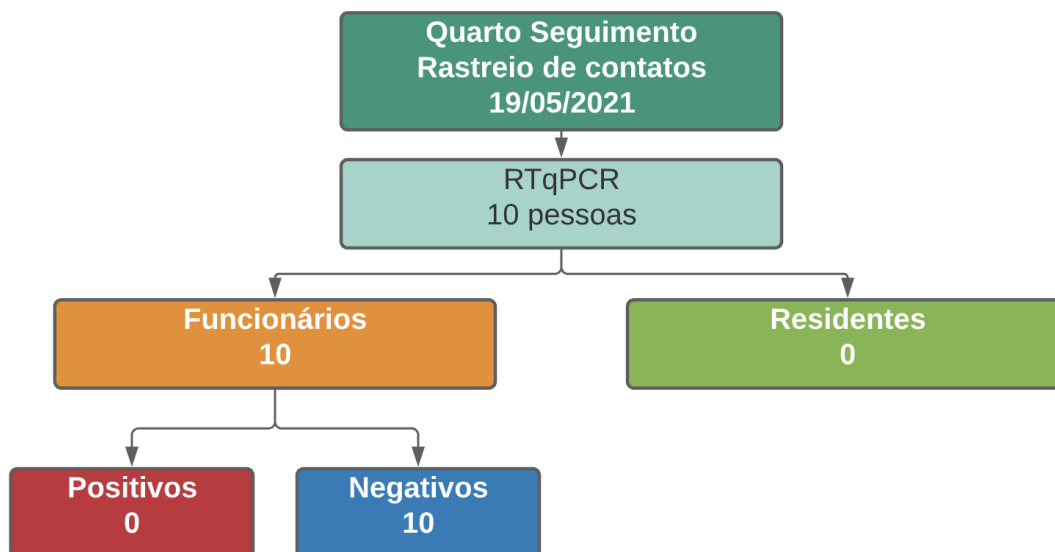 Quarto Seguimento
Rastreio de contatos
19/05/2021
RTqPCR
10 pessoas
Funcionários
10
Residentes
0
Positivos
0
Negativos
10